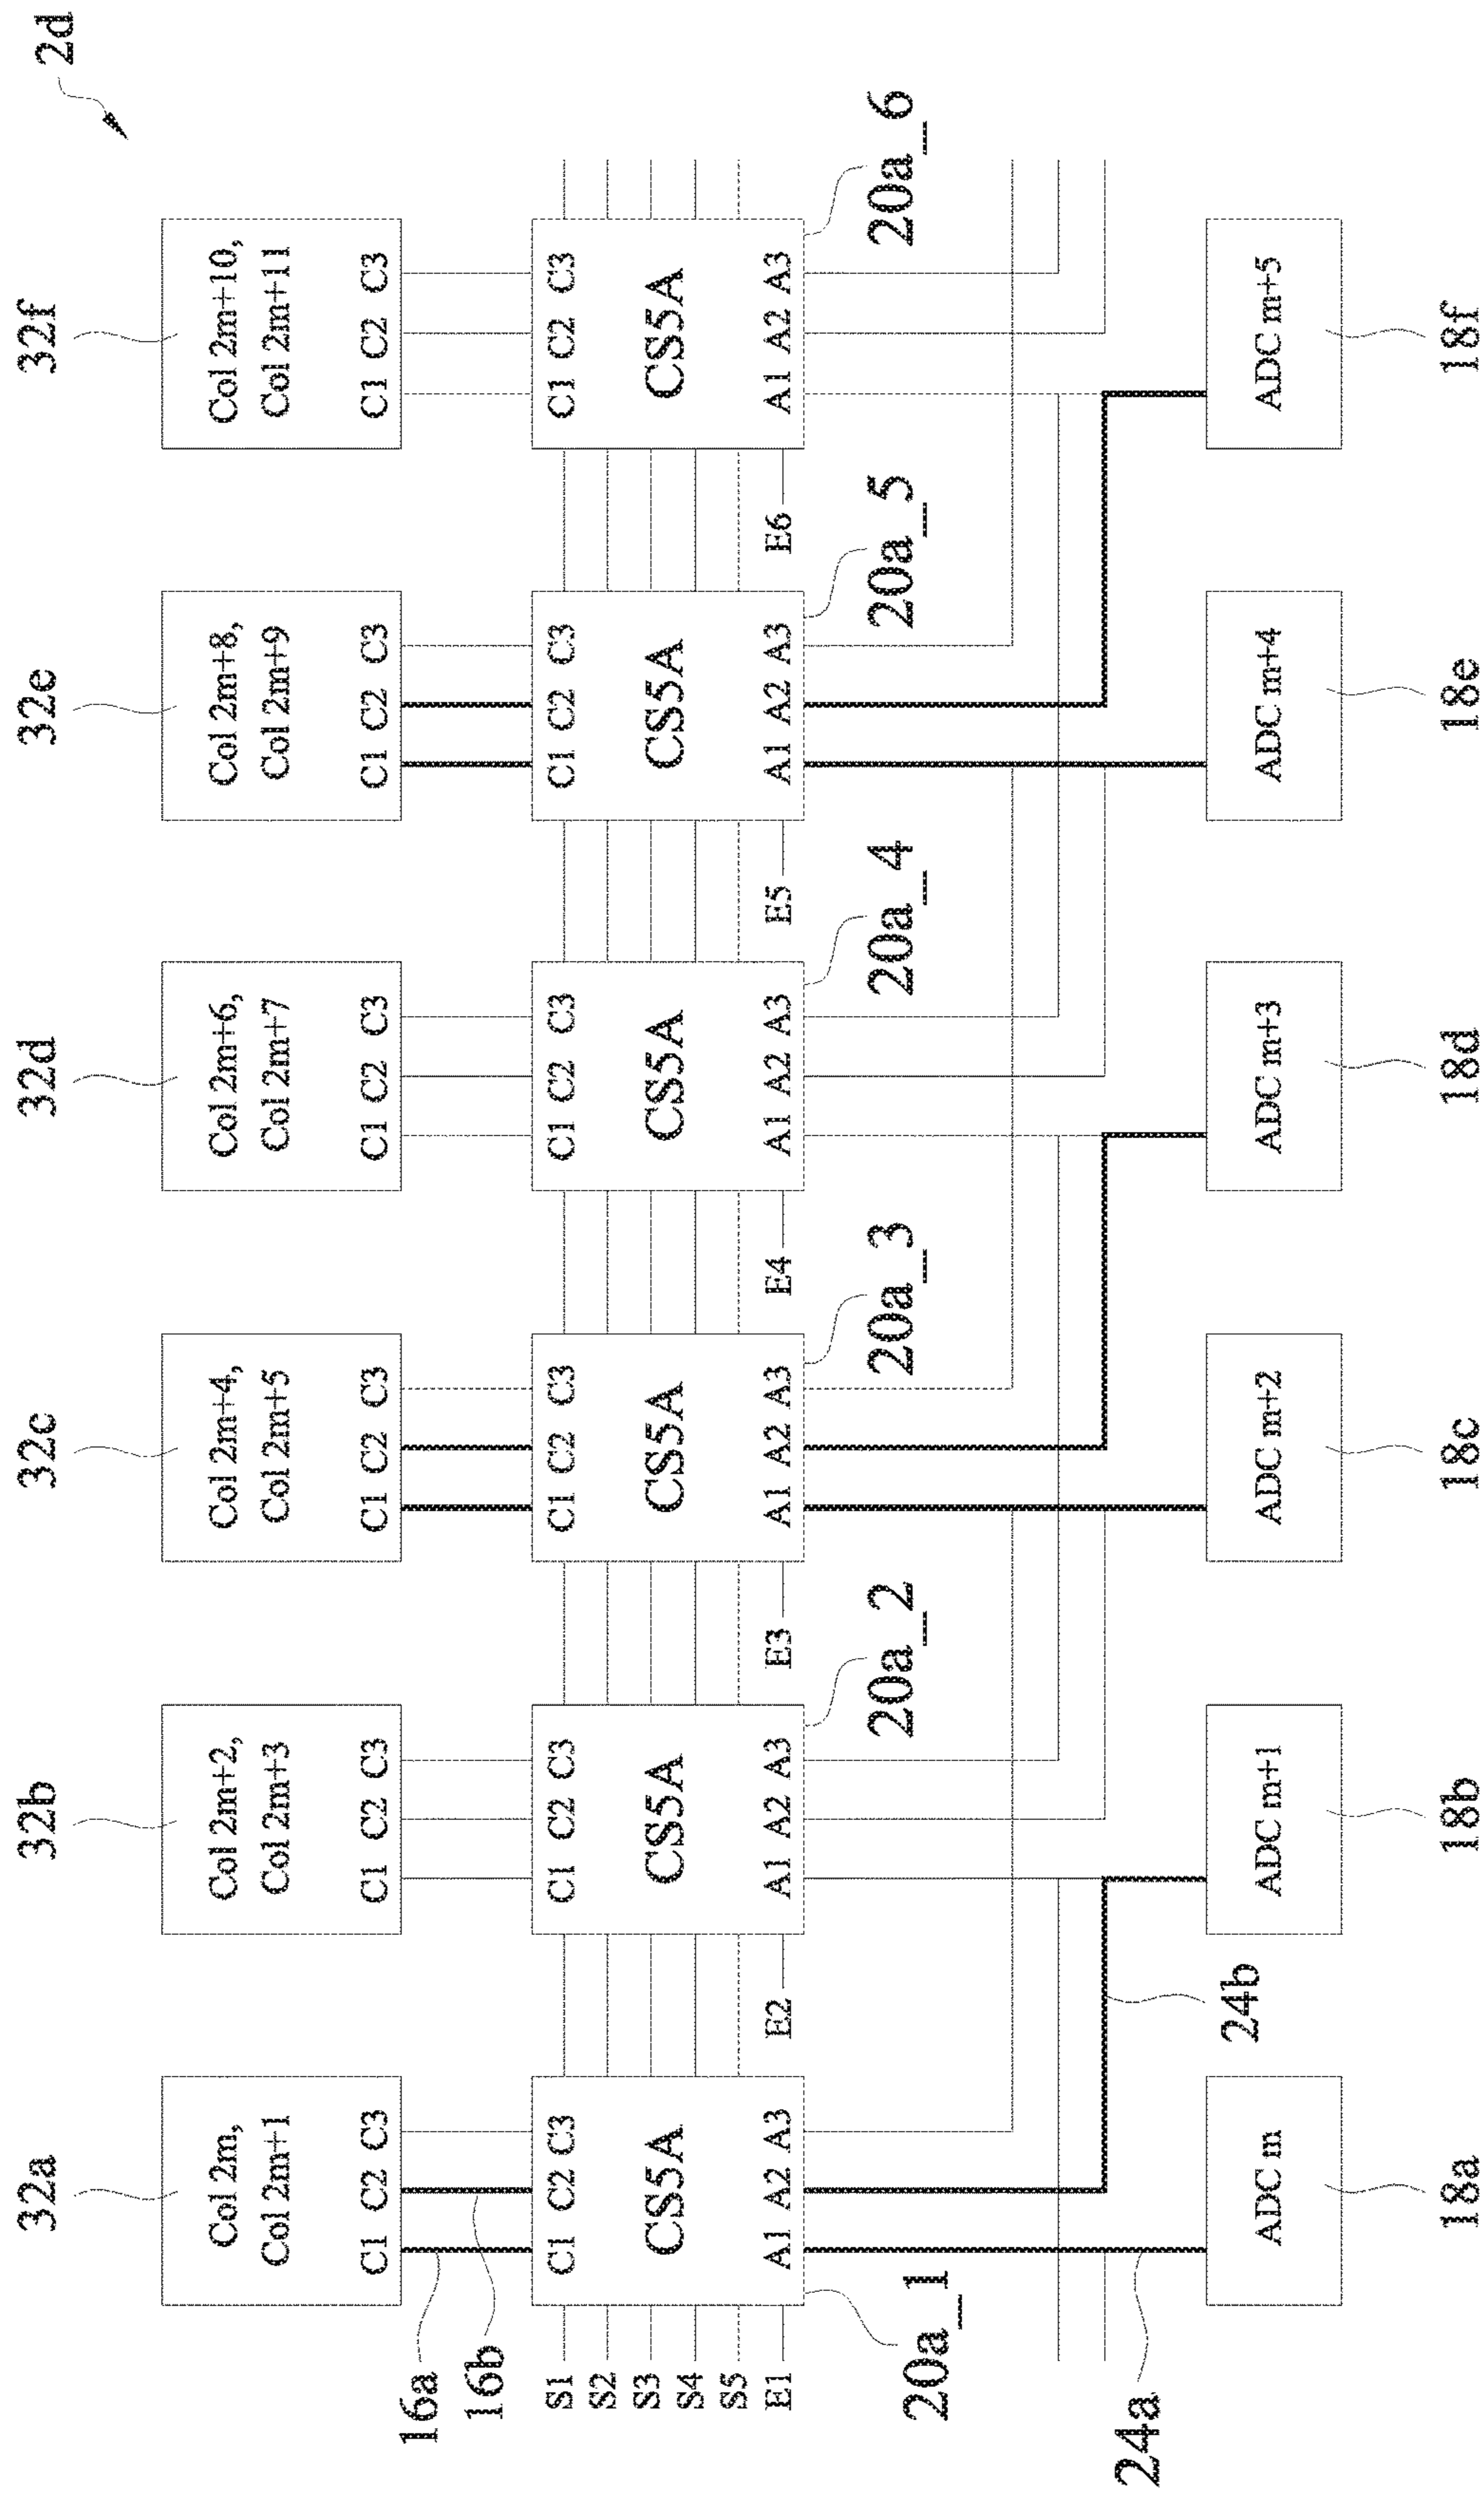 2d
32a 32b 32c 32d 32e 32f
Col 2m, Col 2m+2, Col 2m+4, Col 2m+6, Col 2m+8, Col 2m+10,
Col 2m+1 Col 2m+3 Col 2m+5 Col 2m+7 Col 2m+9 Col 2m+11
C1 C2 C3 C1 C2 C3 C1 C2 C3 C1 C2 C3 C1 C2 C3 C1 C2 C3
16a
16b
S1 C1 C2 C3 C1 C2 C3 C1 C2 C3 C1 C2 C3 C1 C2 C3 C1 C2 C3
S2
S3 CS5A CS5A CS5A CS5A CS5A CS5A
S4
S5
E1 A1 A2 A3 E2 A1 A2 A3 E3 A1 A2 A3 E4 A1 A2 A3 E5 A1 A2 A3 E6 A1 A2 A3
20a_1 20a_2 20a_3 20a_4 20a_5 20a_6
24a 24b
ADC m ADC m+1 ADC m+2 ADC m+3 ADC m+4 ADC m+5
18a 18b 18c 18d 18e 18f